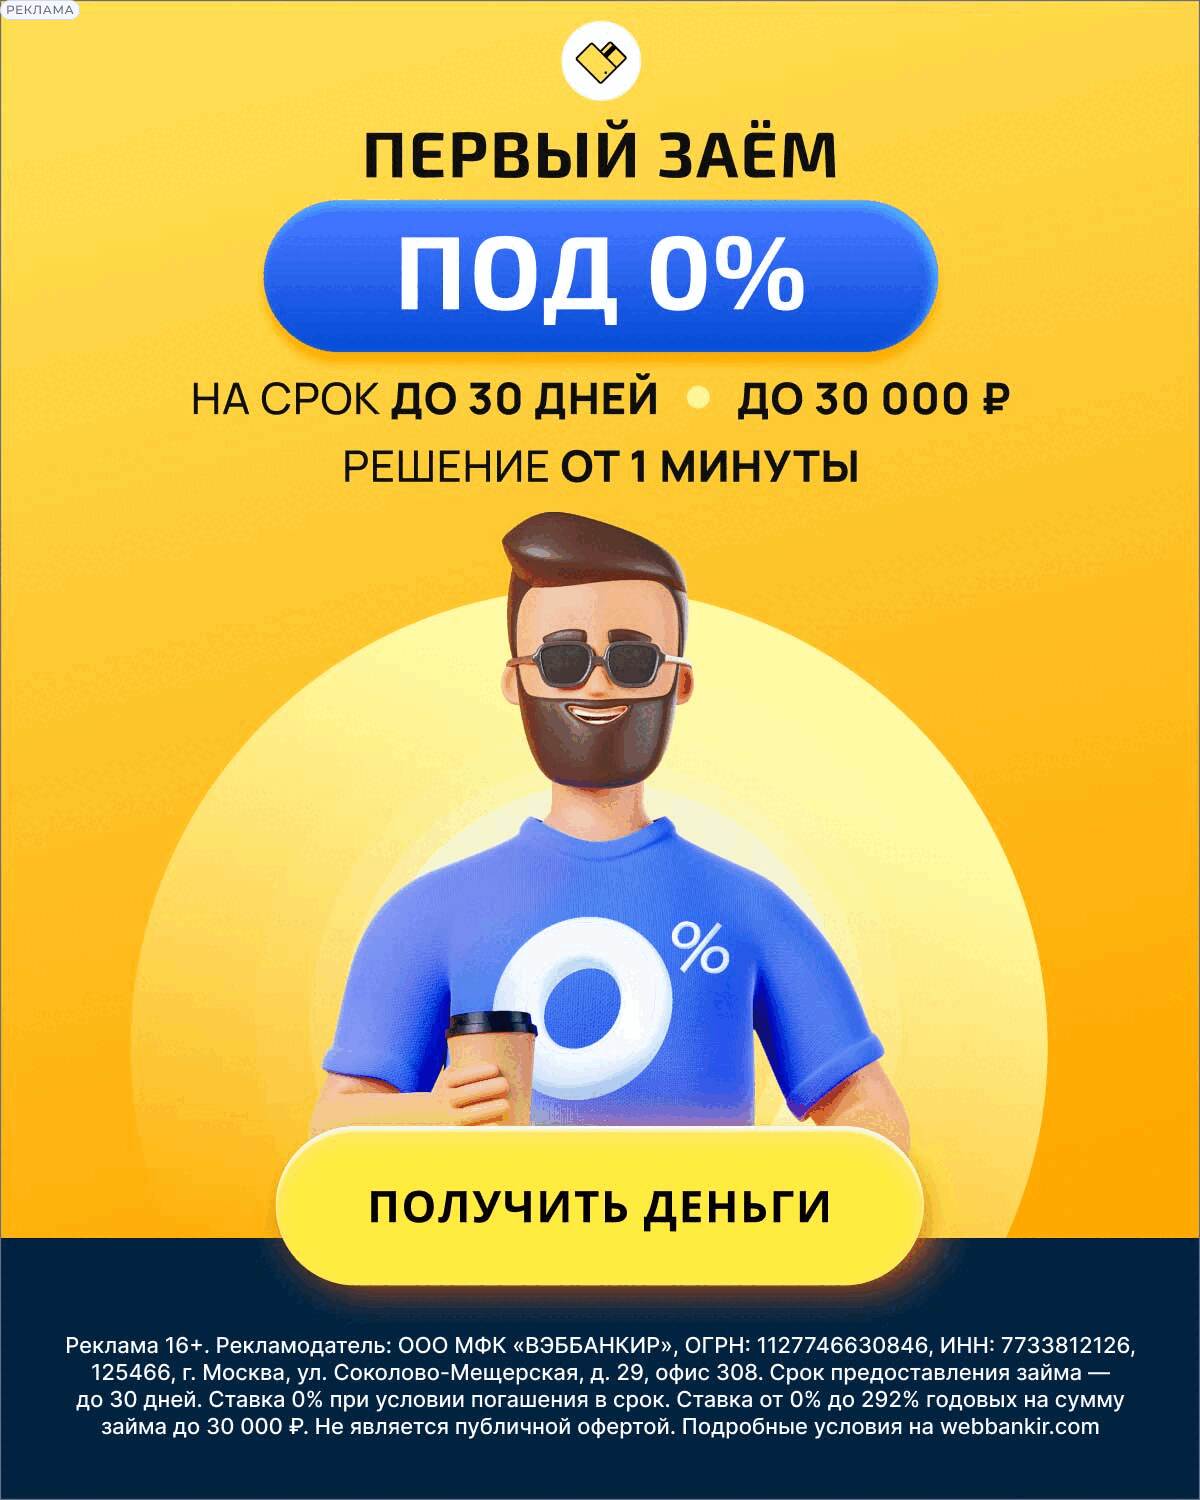 РЕКЛАМА
ПЕРВЫЙ ЗАЁМ
ПОД 0%
НА СРОК ДО 30 ДНЕЙ ДО 30 000 ₽
РЕШЕНИЕ ОТ 1 МИНУТЫ
0%
ПОЛУЧИТЬ ДЕНЬГИ
Реклама 16+. Рекламодатель: ООО МФК «ВЭББАНКИР», ОГРН: 1127746630846, ИНН: 7733812126,
125466, г. Москва, ул. Соколово-Мещерская, д. 29, офис 308. Срок предоставления займа —
до 30 дней. Ставка 0% при условии погашения в срок. Ставка от 0% до 292% годовых на сумму
займа до 30 000 ₽. Не является публичной офертой. Подробные условия на webbankir.com